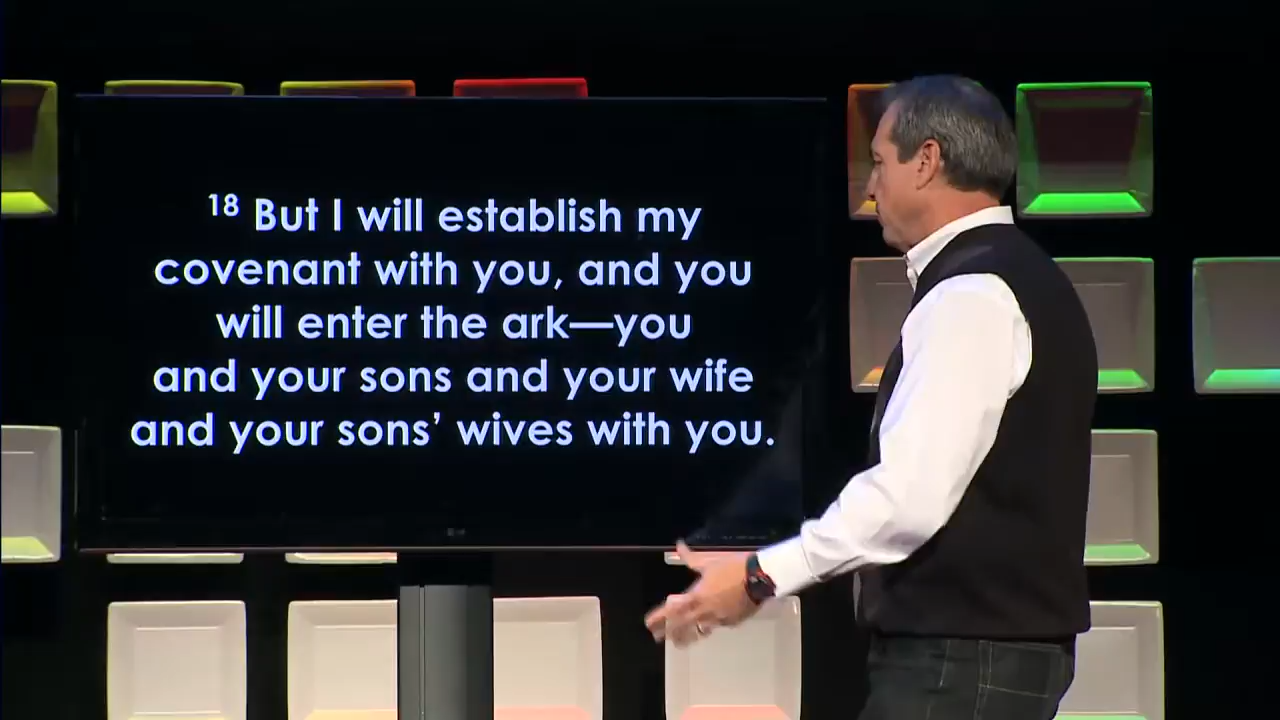 18 But I will establish my
covenant with you, and you
will enter the ark—you
and your sons and your wife
and your sons’ wives with you.